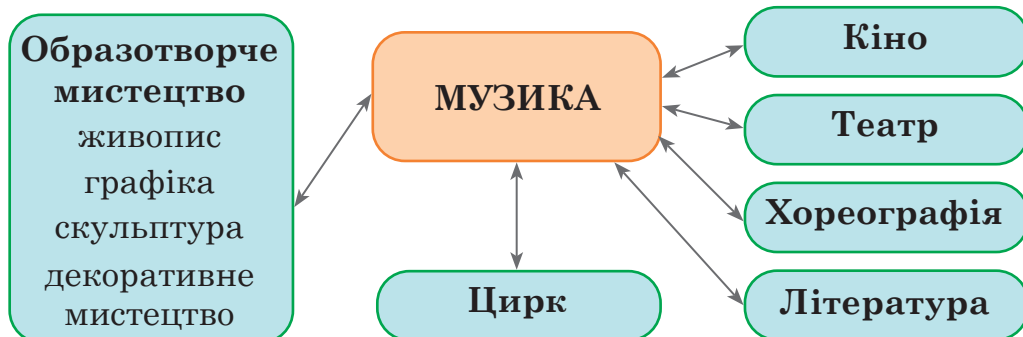 Образотворче
мистецтво
живопис
графіка
скульптура
декоративне
мистецтво
МУЗИКА
Цирк
Кіно
Театр
Хореографія
Література